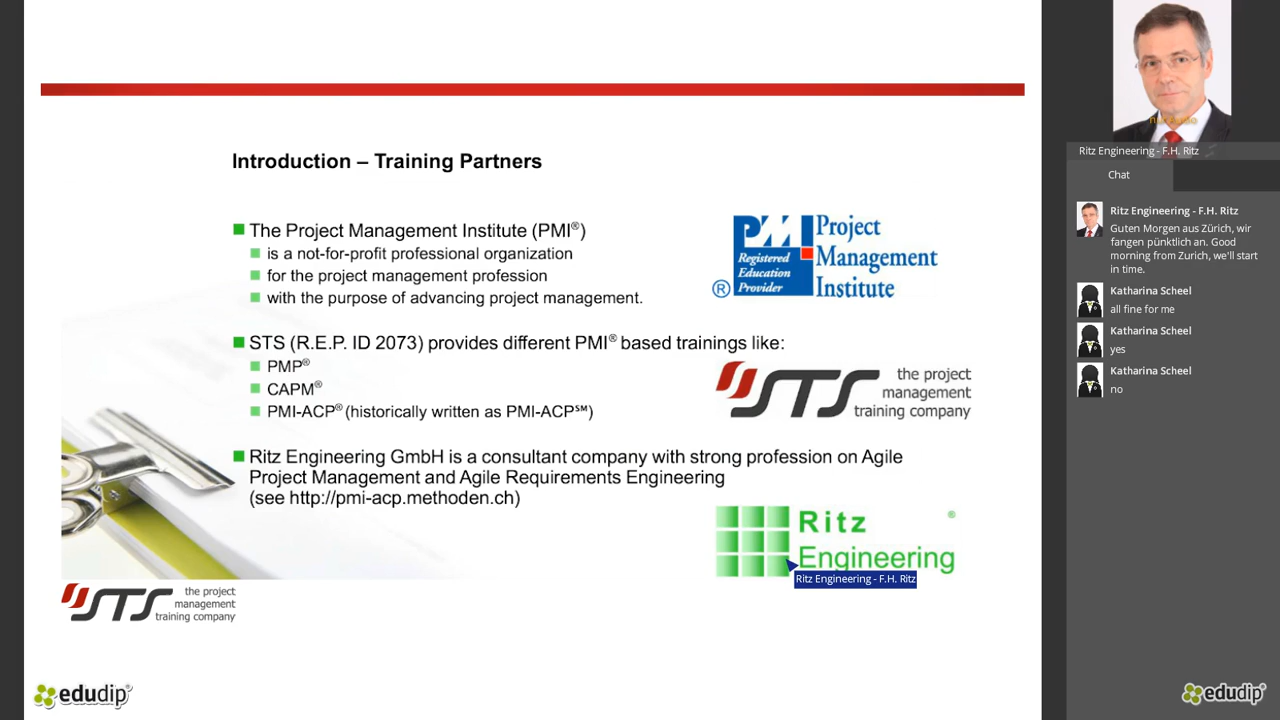 Introduction – Training Partners
The Project Management Institute (PMI®)
is a not-for-profit professional organization
for the project management profession
with the purpose of advancing project management.
PMI
Registered
Education
Provider
®
Project
Management
Institute
STS (R.E.P. ID 2073) provides different PMI® based trainings like:
PMP®
CAPM®
PMI-ACP® (historically written as PMI-ACP℠)
STS
the project
management
training company
Ritz Engineering GmbH is a consultant company with strong profession on Agile
Project Management and Agile Requirements Engineering
(see http://pmi-acp.methoden.ch)
Ritz ®
Engineering
Ritz Engineering - F.H. Ritz
STS
the project
management
training company
edudip®
Ritz Engineering - F.H. Ritz
Chat
Ritz Engineering - F.H. Ritz
Guten Morgen aus Zürich, wir
fangen pünktlich an. Good
morning from Zurich, we'll start
in time.
Katharina Scheel
all fine for me
Katharina Scheel
yes
Katharina Scheel
no
edudip®